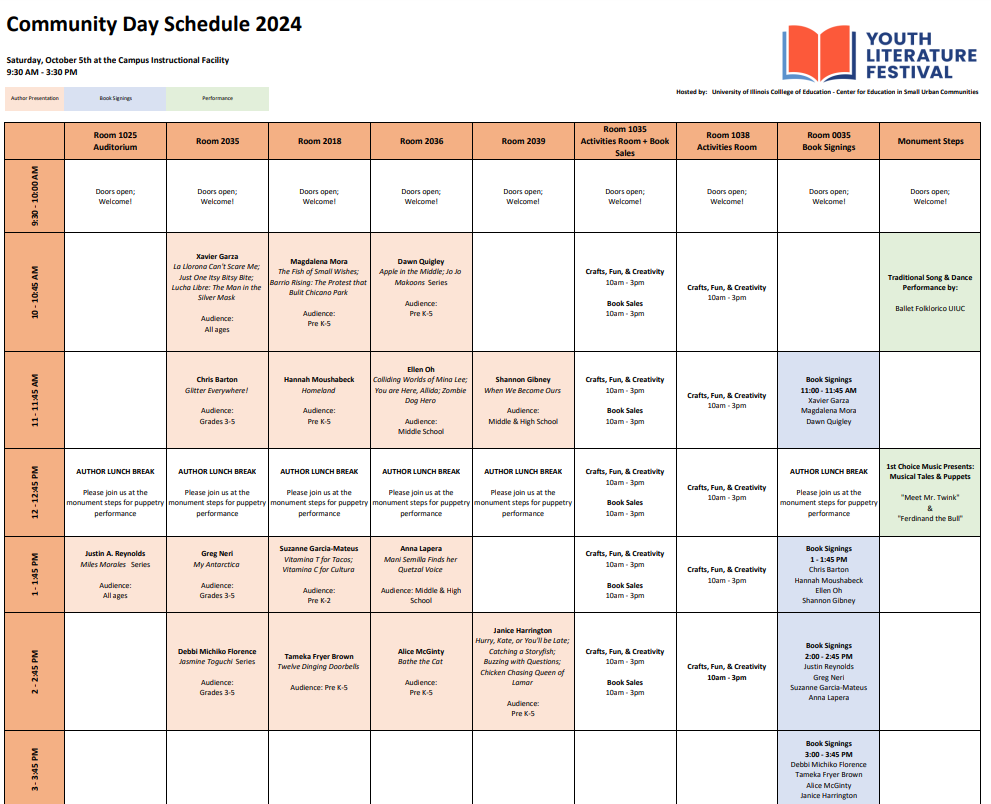 Community Day Schedule 2024
Saturday, October 5th at the Campus Instructional Facility
9:30 AM - 3:30 PM
YOUTH
LITERATURE
FESTIVAL
Hosted by: University of Illinois College of Education - Center for Education in Small Urban Communities
Author Presentation
Book Signings
Performance
Room 1025
Auditorium
Room 2035
Room 2018
Room 2036
Room 2039
Room 1035
Activities Room + Book
Sales
Room 1038
Activities Room
Room 0035
Book Signings
Monument Steps
9:30 - 10:00 AM
Doors open;
Welcome!
Doors open;
Welcome!
Doors open;
Welcome!
Doors open;
Welcome!
Doors open;
Welcome!
Doors open;
Welcome!
Doors open;
Welcome!
Doors open;
Welcome!
Doors open;
Welcome!
10 - 10:45 AM
Xavier Garza
La Llorona Can't Scare Me;
Just One Itsy Bitsy Bite;
Lucha Libre: The Man in the
Silver Mask
Audience:
All ages
Magdalena Mora
The Fish of Small Wishes;
Barrio Rising: The Protest that
Bulit Chicano Park
Audience:
Pre K-5
Dawn Quigley
Apple in the Middle; Jo Jo
Makoons Series
Audience:
Pre K-5
Crafts, Fun, & Creativity
10am - 3pm
Book Sales
10am - 3pm
Crafts, Fun, & Creativity
10am - 3pm
Traditional Song & Dance
Performance by:
Ballet Folklorico UIUC
11 - 11:45 AM
Chris Barton
Glitter Everywhere!
Audience:
Grades 3-5
Hannah Moushabeck
Homeland
Audience:
Pre K-5
Ellen Oh
Colliding Worlds of Mina Lee;
You are Here, Allida; Zombie
Dog Hero
Audience:
Middle School
Shannon Gibney
When We Become Ours
Audience:
Middle & High School
Crafts, Fun, & Creativity
10am - 3pm
Book Sales
10am - 3pm
Crafts, Fun, & Creativity
10am - 3pm
Book Signings
11:00 - 11:45 AM
Xavier Garza
Magdalena Mora
Dawn Quigley
12 - 12:45 PM
AUTHOR LUNCH BREAK
Please join us at the
monument steps for puppetry
performance
AUTHOR LUNCH BREAK
Please join us at the
monument steps for puppetry
performance
AUTHOR LUNCH BREAK
Please join us at the
monument steps for puppetry
performance
AUTHOR LUNCH BREAK
Please join us at the
monument steps for puppetry
performance
AUTHOR LUNCH BREAK
Please join us at the
monument steps for puppetry
performance
Crafts, Fun, & Creativity
10am - 3pm
Book Sales
10am - 3pm
Crafts, Fun, & Creativity
10am - 3pm
AUTHOR LUNCH BREAK
Please join us at the
monument steps for puppetry
performance
1st Choice Music Presents:
Musical Tales & Puppets
"Meet Mr. Twink"
&
"Ferdinand the Bull"
1 - 1:45 PM
Justin A. Reynolds
Miles Morales Series
Audience:
All ages
Greg Neri
My Antarctica
Audience:
Grades 3-5
Suzanne Garcia-Mateus
Vitamina T for Tacos;
Vitamina C for Cultura
Audience:
Pre K-2
Anna Lapera
Mani Semilla Finds her
Quetzal Voice
Audience: Middle & High
School
Crafts, Fun, & Creativity
10am - 3pm
Book Sales
10am - 3pm
Crafts, Fun, & Creativity
10am - 3pm
Book Signings
1 - 1:45 PM
Chris Barton
Hannah Moushabeck
Ellen Oh
Shannon Gibney
2 - 2:45 PM
Debbi Michiko Florence
Jasmine Toguchi Series
Audience:
Grades 3-5
Tameka Fryer Brown
Twelve Dinging Doorbells
Audience: Pre K-5
Alice McGinty
Bathe the Cat
Audience:
Pre K-5
Janice Harrington
Hurry, Kate, or You'll be Late;
Catching a Storyfish;
Buzzing with Questions;
Chicken Chasing Queen of
Lamar
Audience:
Pre K-5
Crafts, Fun, & Creativity
10am - 3pm
Book Sales
10am - 3pm
Crafts, Fun, & Creativity
10am - 3pm
Book Signings
2:00 - 2:45 PM
Justin Reynolds
Greg Neri
Suzanne Garcia-Mateus
Anna Lapera
3 - 3:45 PM
Book Signings
3:00 - 3:45 PM
Debbi Michiko Florence
Tameka Fryer Brown
Alice McGinty
Janice Harrington